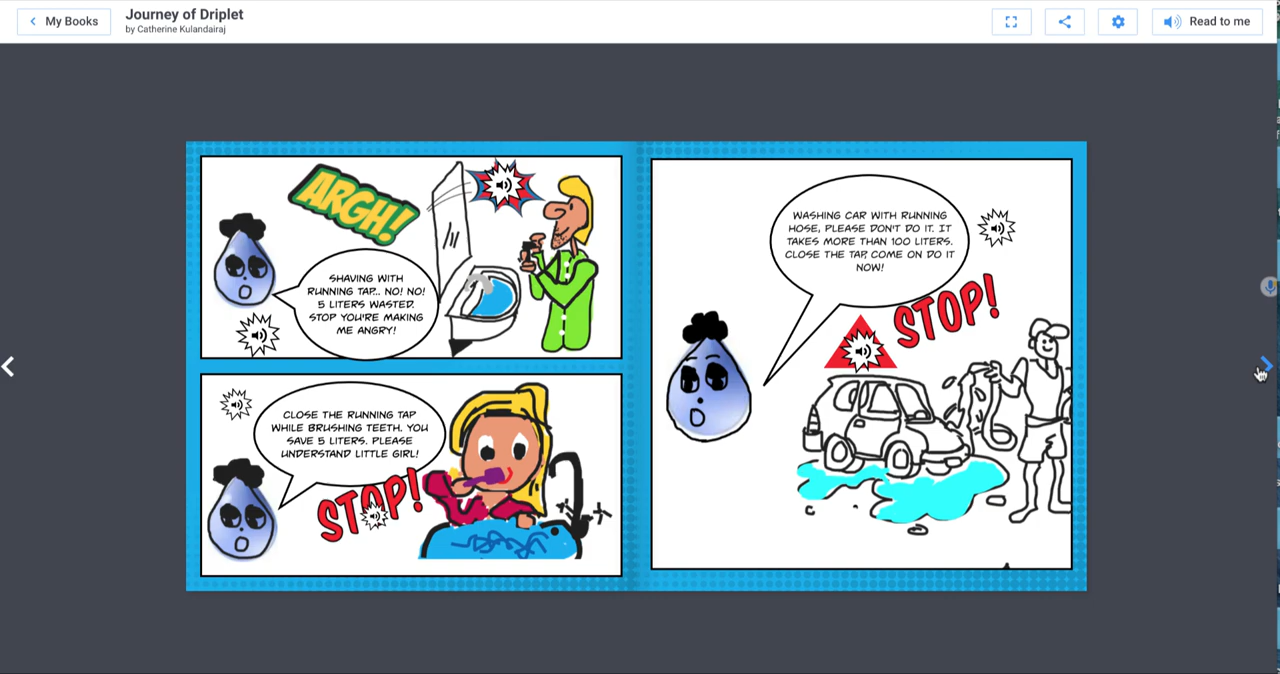 My Books
Journey of Driplet
by Catherine Kulandairaj
Read to me
ARGH!
SHAVING WITH
RUNNING TAP.. NO! NO!
5 LITERS WASTED.
STOP YOU'RE MAKING
ME ANGRY!
CLOSE THE RUNNING TAP
WHILE BRUSHING TEETH. YOU
SAVE 5 LITERS. PLEASE
UNDERSTAND LITTLE GIRL!
STOP!
WASHING CAR WITH RUNNING
HOSE, PLEASE DON'T DO IT. IT
TAKES MORE THAN 100 LITERS.
CLOSE THE TAP, COME ON DO IT
NOW!
STOP!